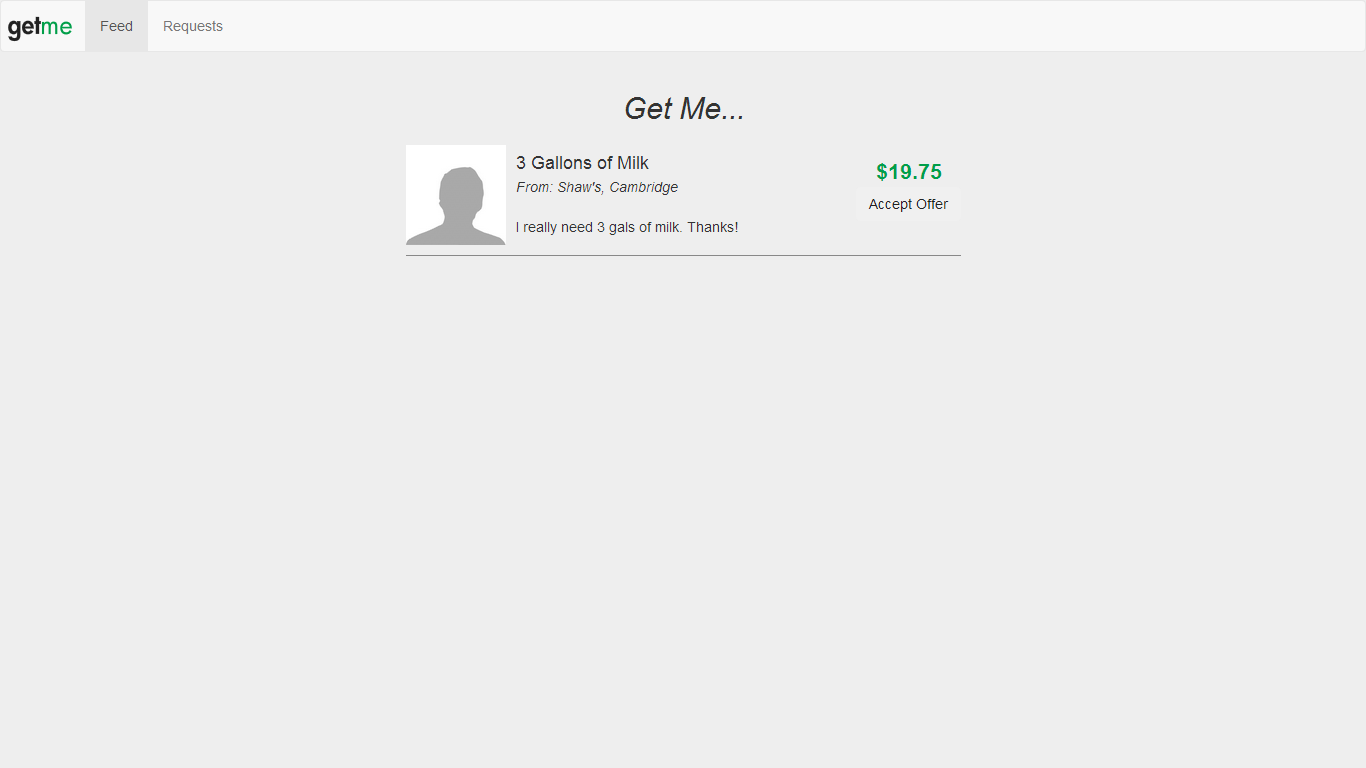 getme
Feed
Requests
Get Me...
3 Gallons of Milk
From: Shaw's, Cambridge
I really need 3 gals of milk. Thanks!
$19.75
Accept Offer